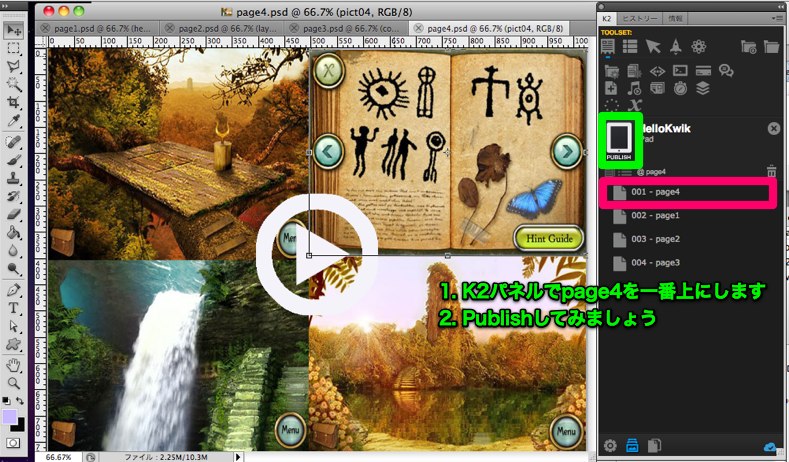 page4.psd @ 66.7% (pict04, RGB/8)
page1.psd @ 66.7% (he...
page2.psd @ 66.7% (lay...
page3.psd @ 66.7% (co...
page4.psd @ 66.7% (pict04, RGB/8)
K2
ヒストリー
情報
TOOLSET:
PUBLISH
HelloKwik
iPad
@ page4
001 - page4
002 - page1
003 - page2
004 - page3
X
Hint Guide
Menu
1. K2パネルでpage4を一番上にします
2. Publishしてみましょう
Menu
Menu
66.67%
ファイル : 2.25M/10.3M